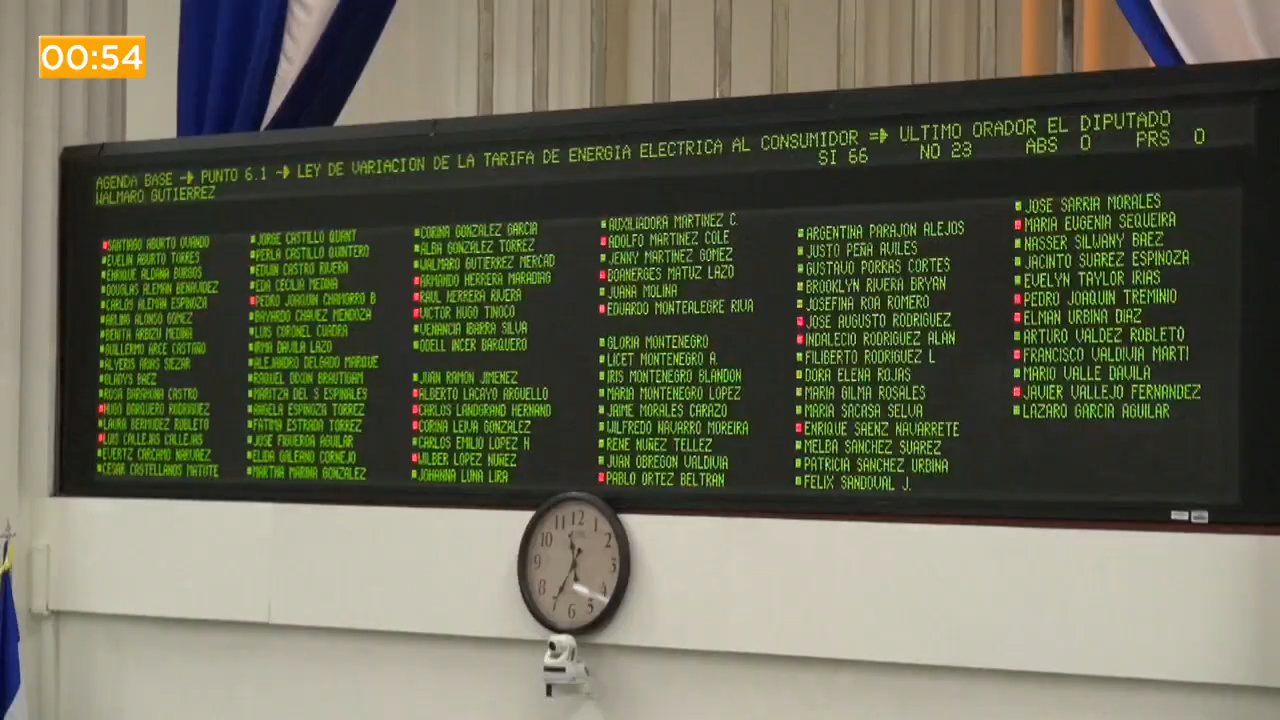 00:54
AGENDA BASE → PUNTO 6.1 → LEY DE VARIACION DE LA TARIFA DE ENERGIA ELECTRICA AL CONSUMIDOR → ULTIMO ORADOR EL DIPUTADO
WALMARO GUTIERREZ
SI 66 NO 23 ABS 0 PRS 0
SANTIAGO ABURTO OVANDO
EVELIN ABURTO TORRES
ENRIQUE ALDANA BURGOS
DOUGLAS ALEMAN BENAVIDEZ
CARLOS ALEMAN ESPINOZA
ARLING ALONSO GOMEZ
BENITA ARBIZU MEDINA
GUILLERMO ARCE CASTAÑO
ALYERIS ARIAS SIEZAR
GLADYS BAEZ
ROSA BARAHONA CASTRO
HUGO BARQUERO RODRIGUEZ
LAURA BERMUDEZ ROBLETO
LUIS CALLEJAS CALLEJAS
EVERTZ CARCAMO NARVAEZ
CESAR CASTELLANOS MATUTE
JORGE CASTILLO QUANT
PERLA CASTILLO QUINTERO
EDWIN CASTRO RIVERA
EDA CECILIA MEDINA
PEDRO JOAQUIN CHAMORRO B
BAYARDO CHAVEZ MENDOZA
LUIS CORONEL CUADRA
IRMA DAVILA LAZO
ALEJANDRO DELGADO MARQUE
RAQUEL DIXON BRAUTIGAM
MARITZA DEL S ESPINALES
ANGELA ESPINOZA TORREZ
FATIMA ESTRADA TORREZ
JOSE FIGUEROA AGUILAR
ELIDA GALEANO CORNEJO
MARTHA MARINA GONZALEZ
CORINA GONZALEZ GARCIA
ALBA GONZALEZ TORREZ
WALMARO GUTIERREZ MERCAD
ARMANDO HERRERA MARADIAG
RAUL HERRERA RIVERA
VICTOR HUGO TINOCO
VENANCIA IBARRA SILVA
ODELL INCER BARQUERO
JUAN RAMON JIMENEZ
ALBERTO LACAYO ARGUELLO
CARLOS LANGRAND HERNAND
CORINA LEIVA GONZALEZ
CARLOS EMILIO LOPEZ H
WILBER LOPEZ NUÑEZ
JOHANNA LUNA LIRA
AUXILIADORA MARTINEZ C.
ADOLFO MARTINEZ COLE
JENNY MARTINEZ GOMEZ
BOANERGES MATUZ LAZO
JUANA MOLINA
EDUARDO MONTEALEGRE RIVA
GLORIA MONTENEGRO
LICET MONTENEGRO A.
IRIS MONTENEGRO BLANDON
MARIA MONTENEGRO LOPEZ
JAIME MORALES CARAZO
WILFREDO NAVARRO MOREIRA
RENE NUÑEZ TELLEZ
JUAN OBREGON VALDIVIA
PABLO ORTEZ BELTRAN
ARGENTINA PARAJON ALEJOS
JUSTO PEÑA AVILES
GUSTAVO PORRAS CORTES
BROOKLYN RIVERA BRYAN
JOSEFINA ROA ROMERO
JOSE AUGUSTO RODRIGUEZ
INDALECIO RODRIGUEZ ALAN
FILIBERTO RODRIGUEZ L
DORA ELENA ROJAS
MARIA GILMA ROSALES
MARIA SACASA SELVA
ENRIQUE SAENZ NAVARRETE
MELBA SANCHEZ SUAREZ
PATRICIA SANCHEZ URBINA
FELIX SANDOVAL J.
JOSE SARRIA MORALES
MARIA EUGENIA SEQUEIRA
NASSER SILWANY BAEZ
JACINTO SUAREZ ESPINOZA
EVELYN TAYLOR IRIAS
PEDRO JOAQUIN TREMINIO
ELMAN URBINA DIAZ
ARTURO VALDEZ ROBLETO
FRANCISCO VALDIVIA MARTI
MARIO VALLE DAVILA
JAVIER VALLEJO FERNANDEZ
LAZARO GARCIA AGUILAR
11 12
10 2
9 3
8
7 6 5